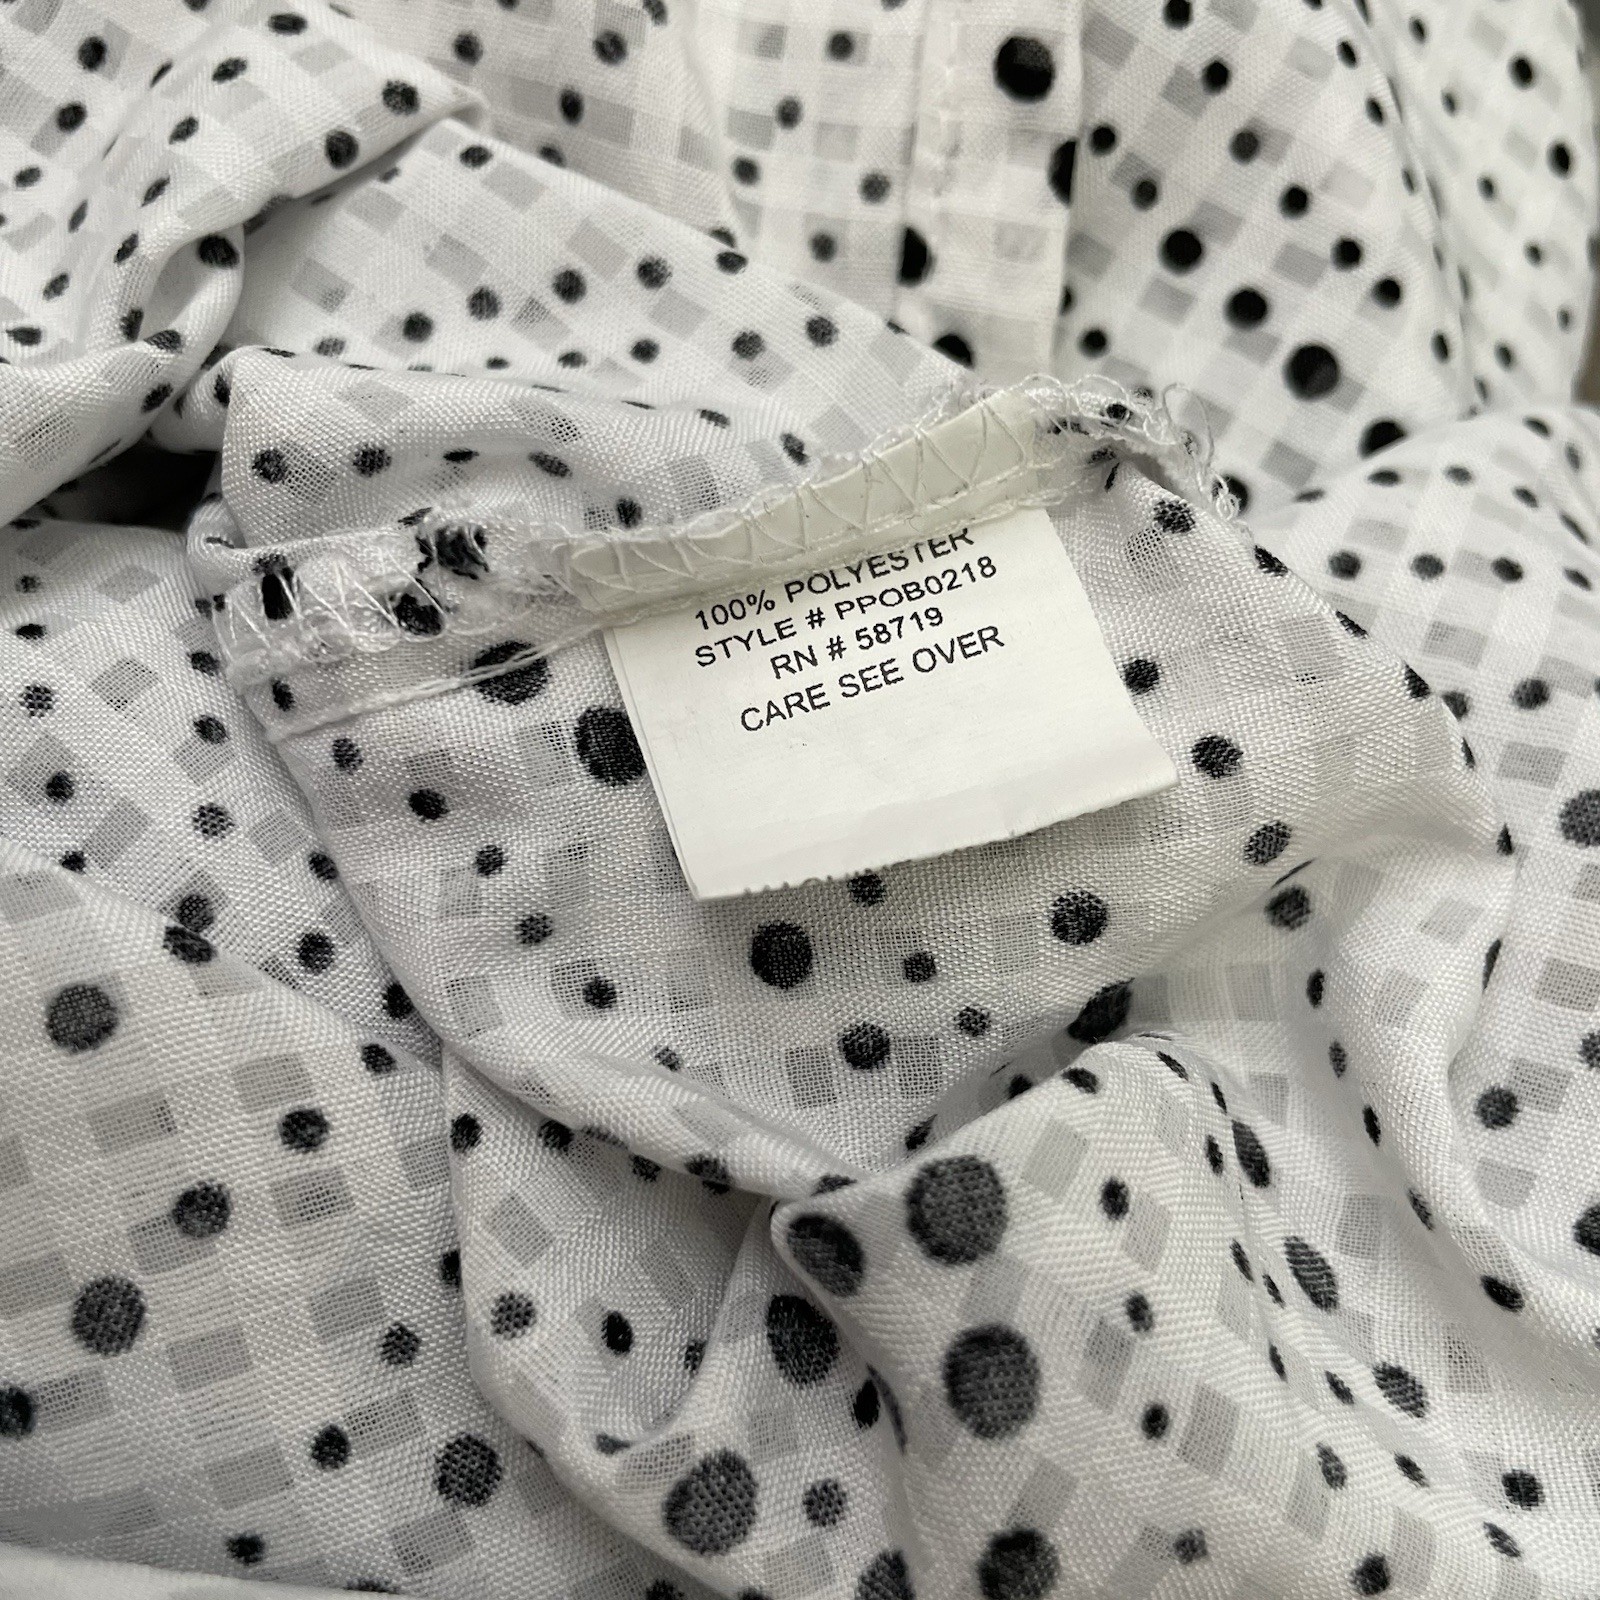 100% POLYESTER
STYLE # PPOB0218
RN # 58719
CARE SEE OVER